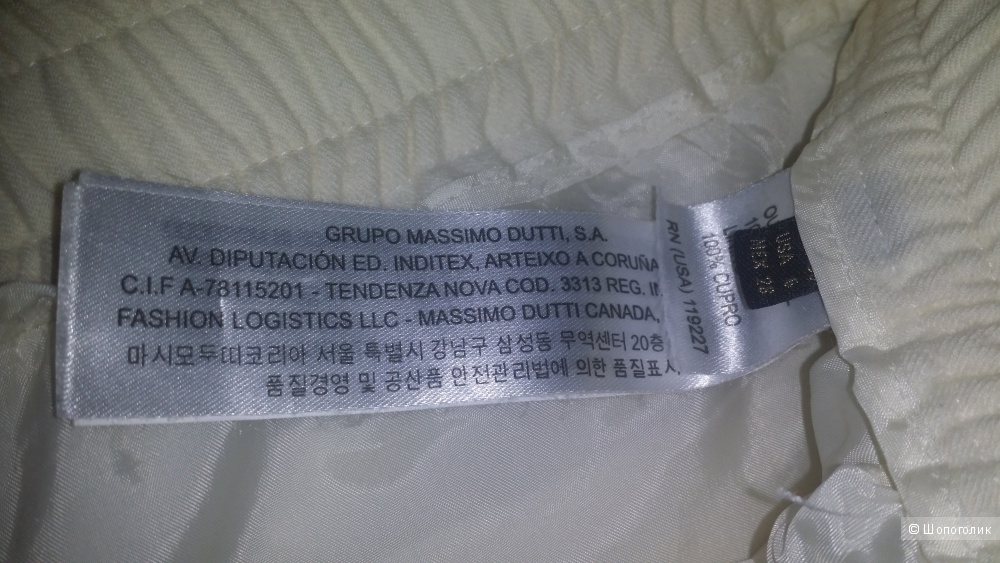 GRUPO MASSIMO DUTTI, S.A.
AV. DIPUTACIÓN ED. INDITEX, ARTEIXO A CORUÑA
C.I.F A-78115201 - TENDENZA NOVA COD. 3313 REG. IN
FASHION LOGISTICS LLC - MASSIMO DUTTI CANADA,
마시모두띠코리아 서울 특별시 강남구 삼성동 무역센터 20층
품질경영 및 공산품 안전관리법에 의한 품질표시.
RN (USA) 119227
100% CUPRO
USA 6
MEX 28
© Шопоголик